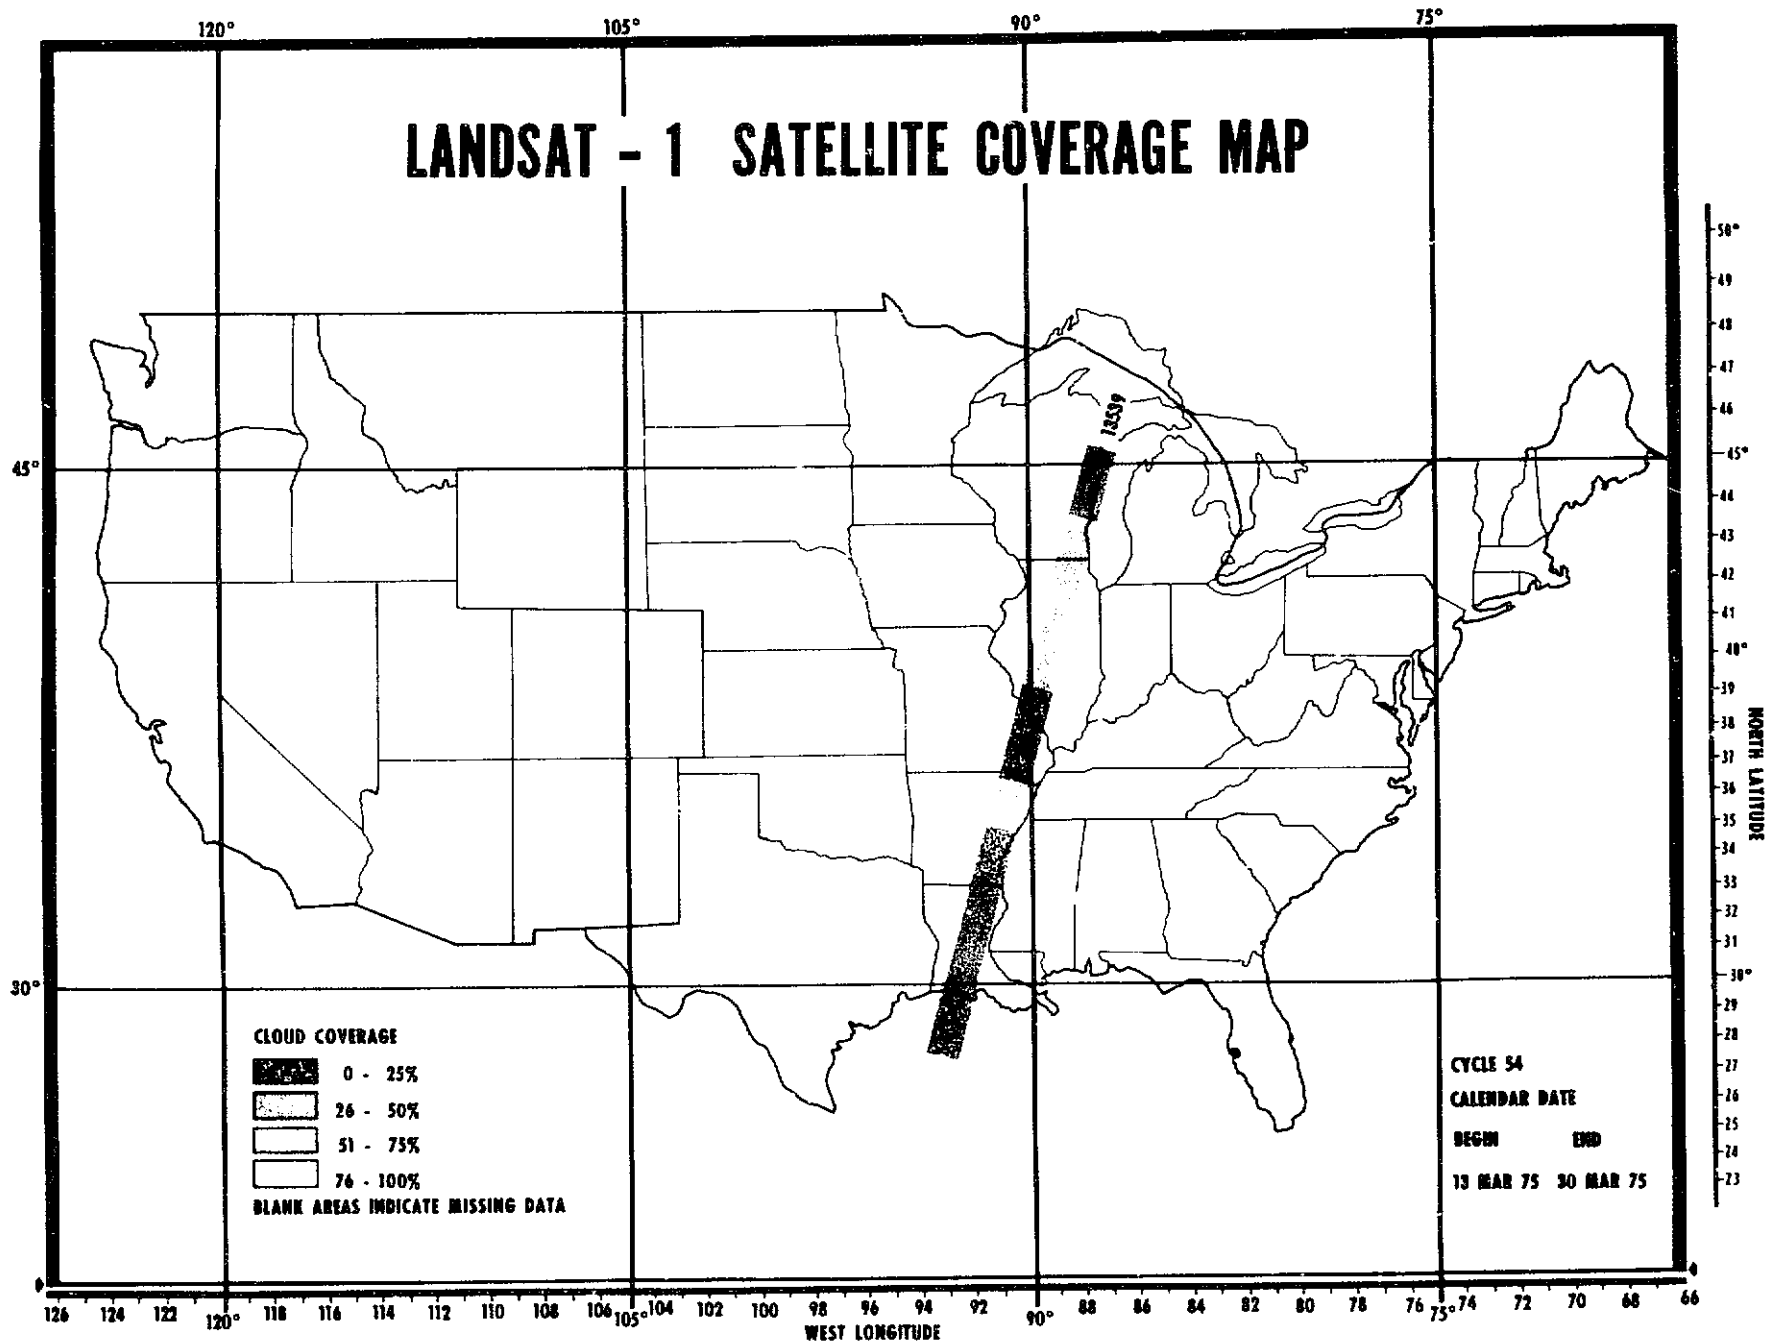 120° 105° 90° 75°
LANDSAT - 1 SATELLITE COVERAGE MAP
50°
49
48
47
46
45°
44
43
42
41
40°
39
38
37
36
35
34
33
32
31
30°
29
28
27
26
25
24
23
NORTH LATITUDE
13539
45°
30°
CLOUD COVERAGE
0 - 25%
26 - 50%
51 - 75%
76 - 100%
BLANK AREAS INDICATE MISSING DATA
CYCLE 54
CALENDAR DATE
BEGIN END
13 MAR 75 30 MAR 75
126 124 122 120° 118 116 114 112 110 108 106 105° 104 102 100 98 96 94 92 90° 88 86 84 82 80 78 76 75° 74 72 70 68 66
WEST LONGITUDE